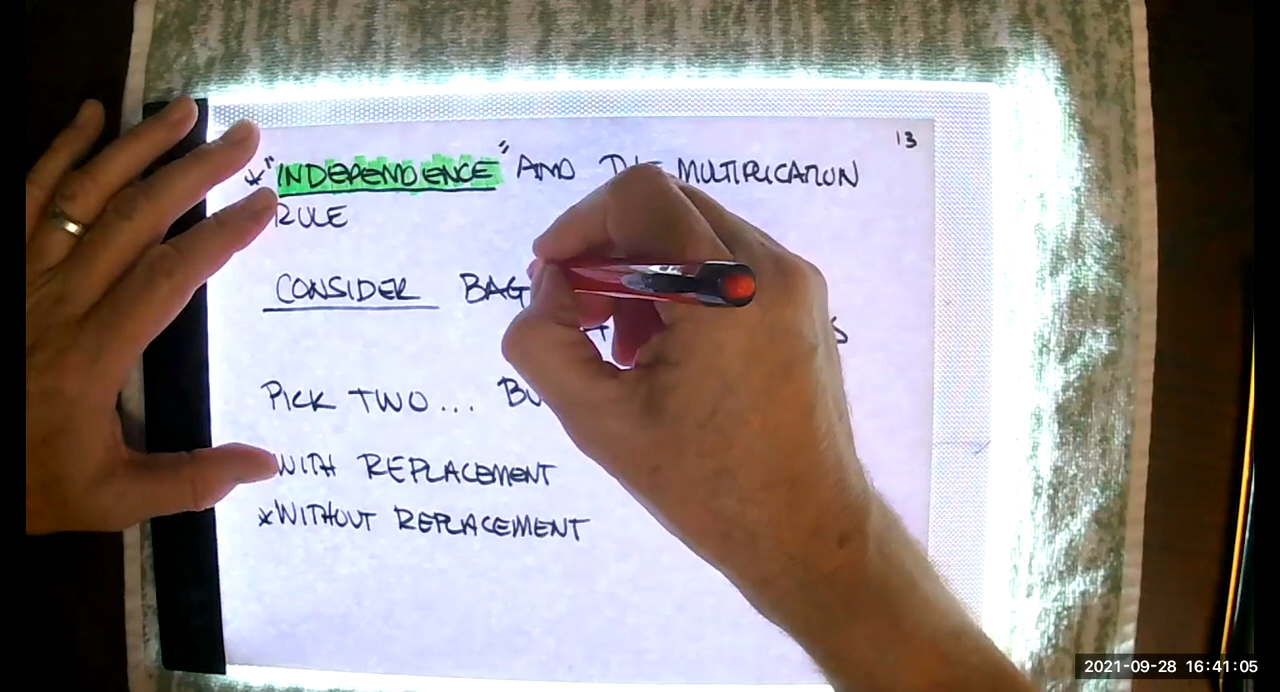 13
* "INDEPENDENCE" AND MULTIPLICATION
RULE
CONSIDER BAG
PICK TWO...
WITH REPLACEMENT
*WITHOUT REPLACEMENT
2021-09-28 16:41:05